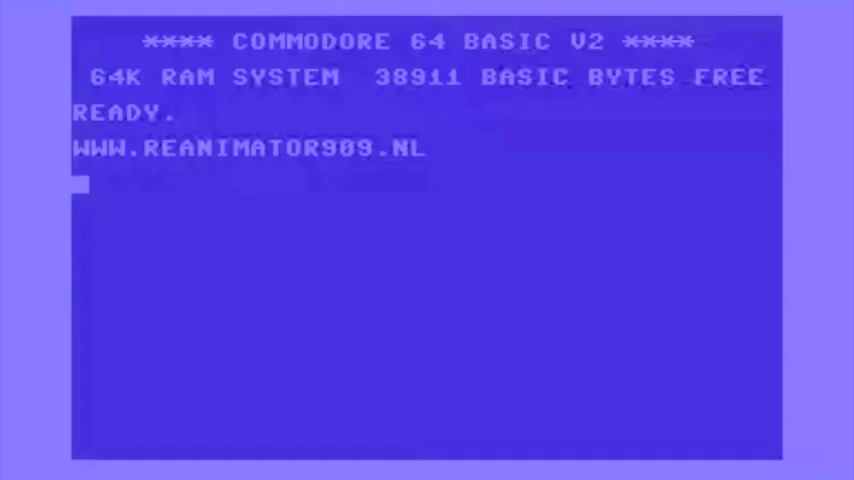 **** COMMODORE 64 BASIC V2 ****
64K RAM SYSTEM  38911 BASIC BYTES FREE
READY.
WWW.REANIMATOR909.NL